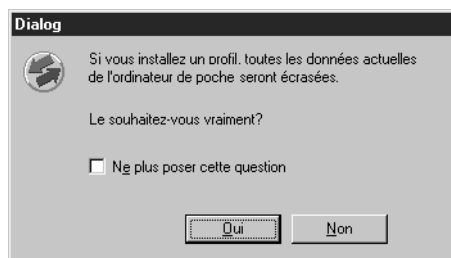 Dialog
Si vous installez un profil. toutes les données actuelles
de l'ordinateur de poche seront écrasées.
Le souhaitez-vous vraiment?
Ne plus poser cette question
Oui
Non